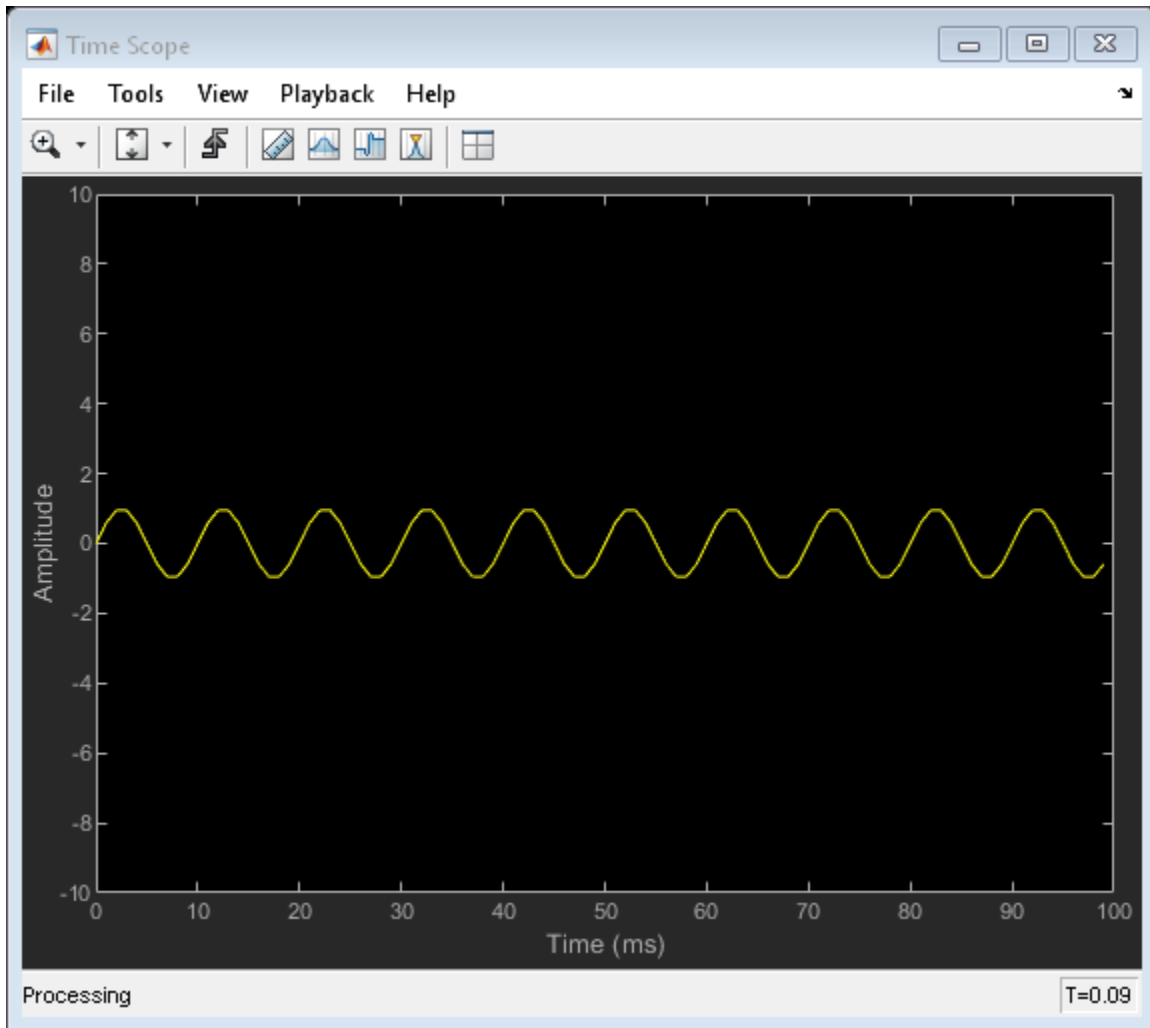 Time Scope
File Tools View Playback Help
10
8
6
4
2
0
-2
-4
-6
-8
-10
Amplitude
0 10 20 30 40 50 60 70 80 90 100
Time (ms)
Processing T=0.09